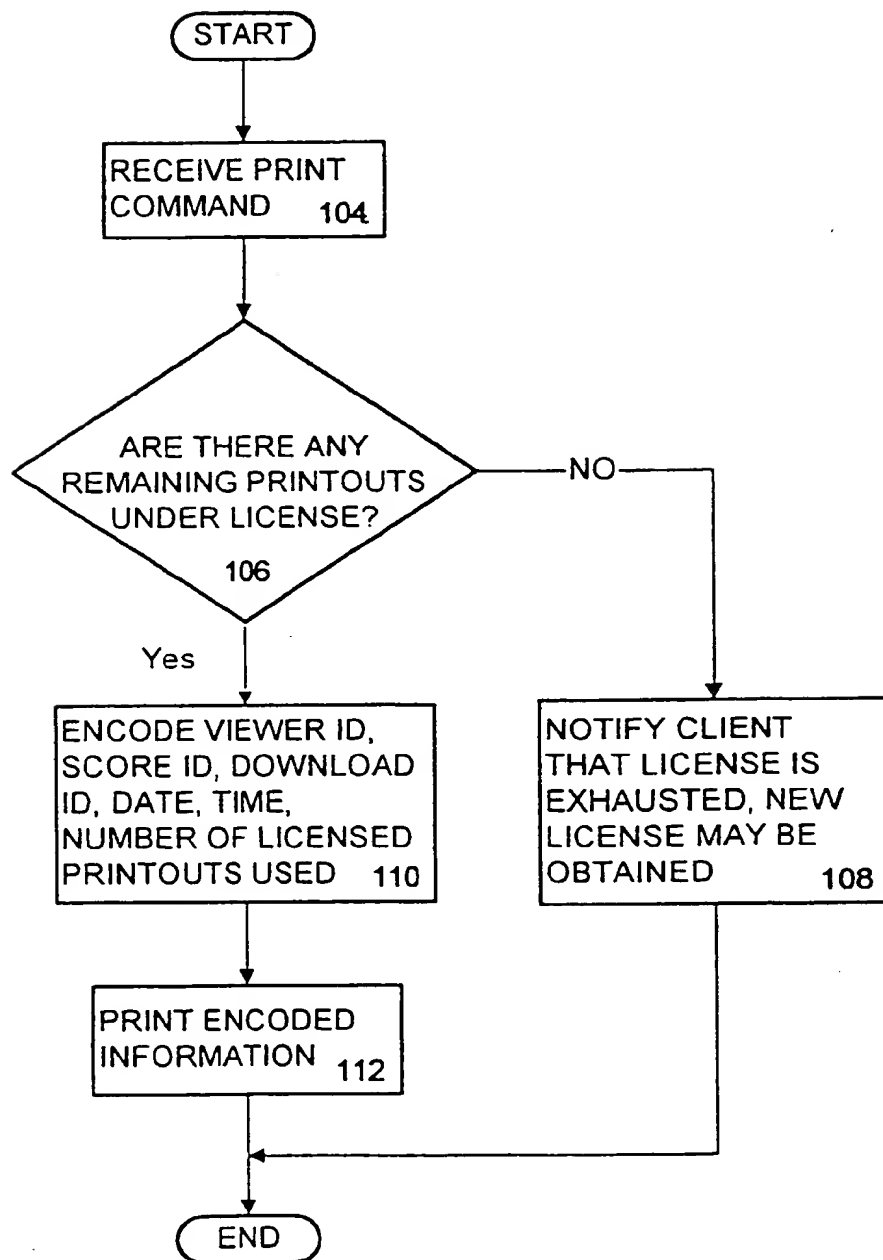 START
RECEIVE PRINT
COMMAND 104
ARE THERE ANY
REMAINING PRINTOUTS
UNDER LICENSE?
106
NO
Yes
ENCODE VIEWER ID,
SCORE ID, DOWNLOAD
ID, DATE, TIME,
NUMBER OF LICENSED
PRINTOUTS USED 110
NOTIFY CLIENT
THAT LICENSE IS
EXHAUSTED, NEW
LICENSE MAY BE
OBTAINED 108
PRINT ENCODED
INFORMATION 112
END